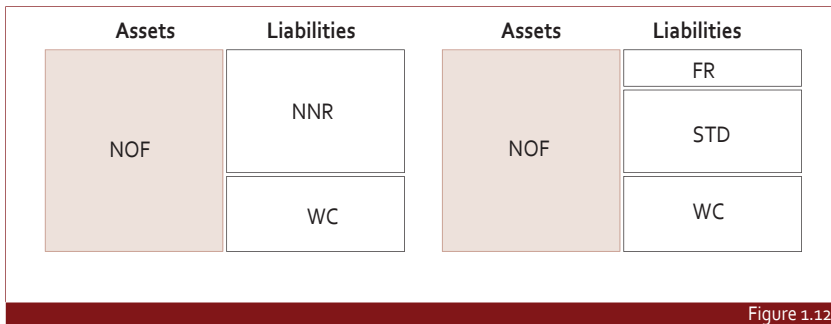 Assets Liabilities Assets Liabilities
FR
NNR
STD
NOF NOF
WC WC
Figure 1.12